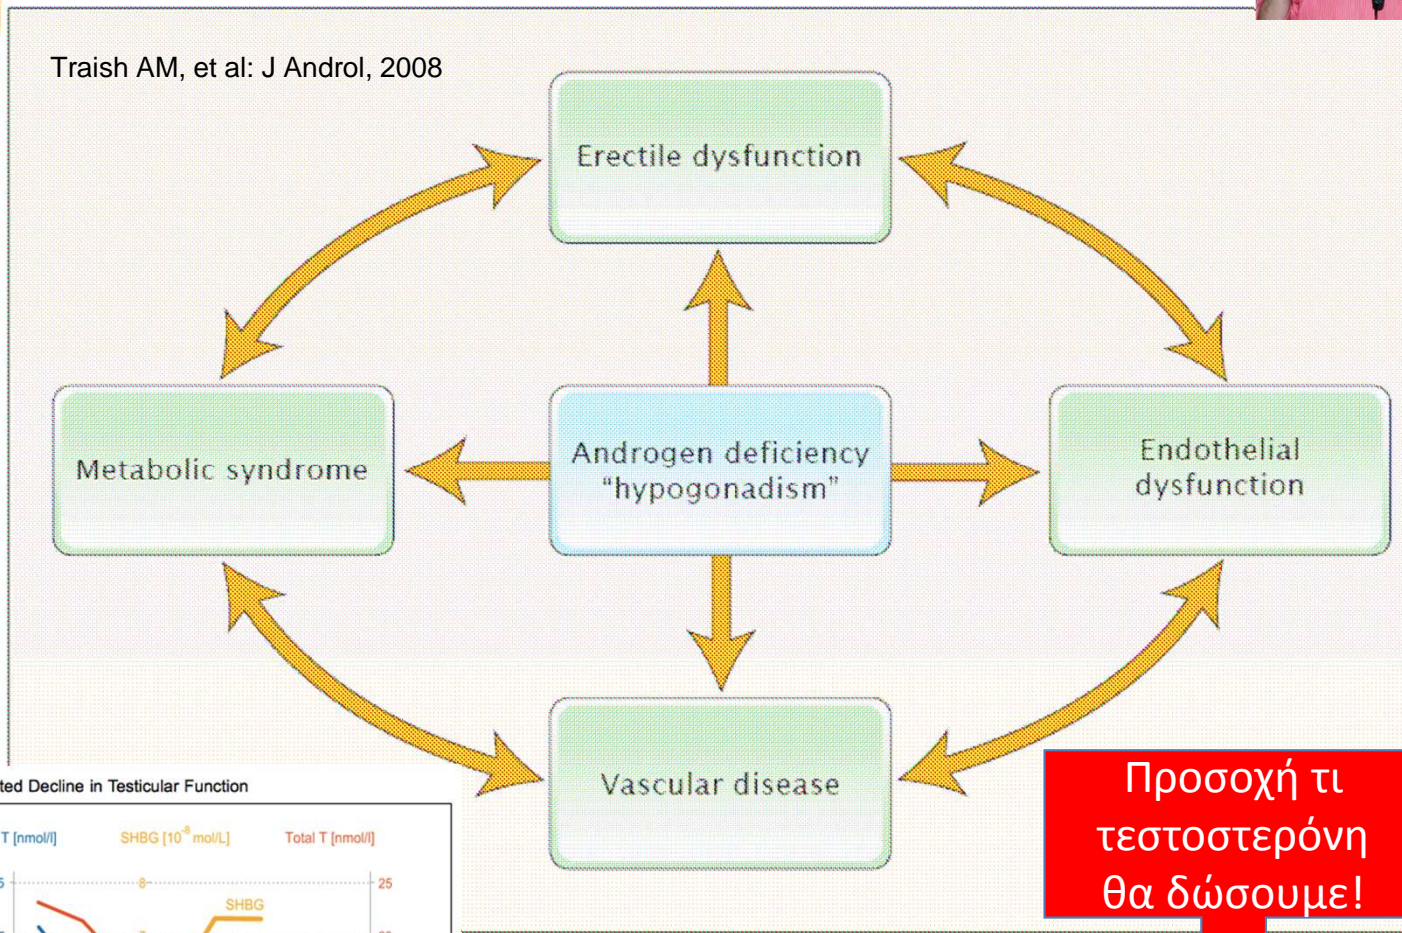 Traish AM, et al: J Androl, 2008
Erectile dysfunction
Metabolic syndrome
Androgen deficiency
“hypogonadism”
Endothelial
dysfunction
Vascular disease
Προσοχή τι
τεστοστερόνη
θα δώσουμε!
Decline in Testicular Function
T [nmol/l]
SHBG [10⁻⁸ mol/L]
Total T [nmol/l]
8
25
SHBG